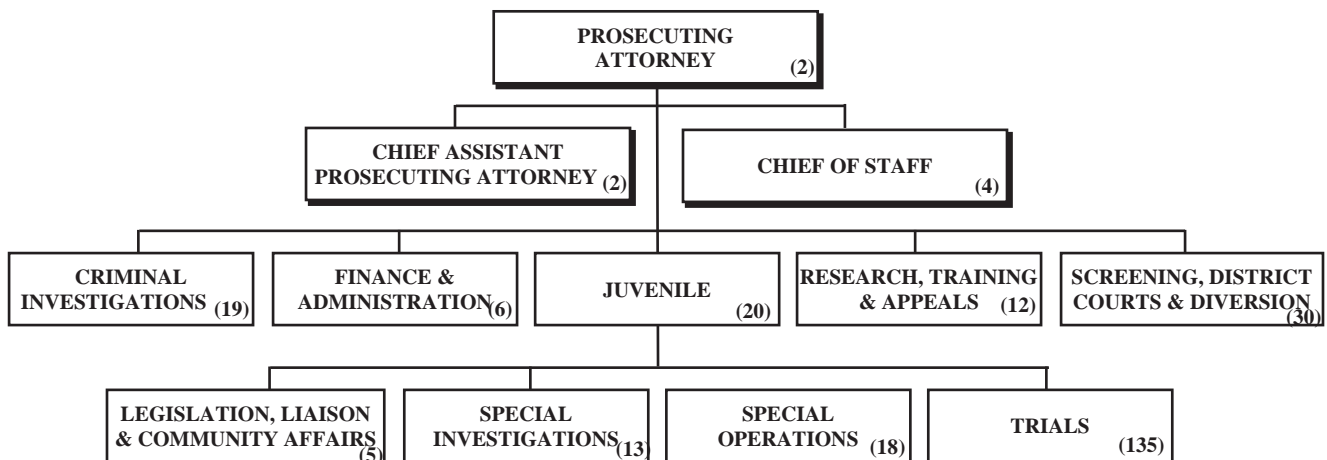 PROSECUTING
ATTORNEY
(2)
CHIEF ASSISTANT
PROSECUTING ATTORNEY (2)
CHIEF OF STAFF
(4)
CRIMINAL
INVESTIGATIONS (19)
FINANCE &
ADMINISTRATION (6)
JUVENILE
(20)
RESEARCH, TRAINING
& APPEALS (12)
SCREENING, DISTRICT
COURTS & DIVERSION
(30)
LEGISLATION, LIAISON
& COMMUNITY AFFAIRS
(5)
SPECIAL
INVESTIGATIONS (13)
SPECIAL
OPERATIONS (18)
TRIALS
(135)